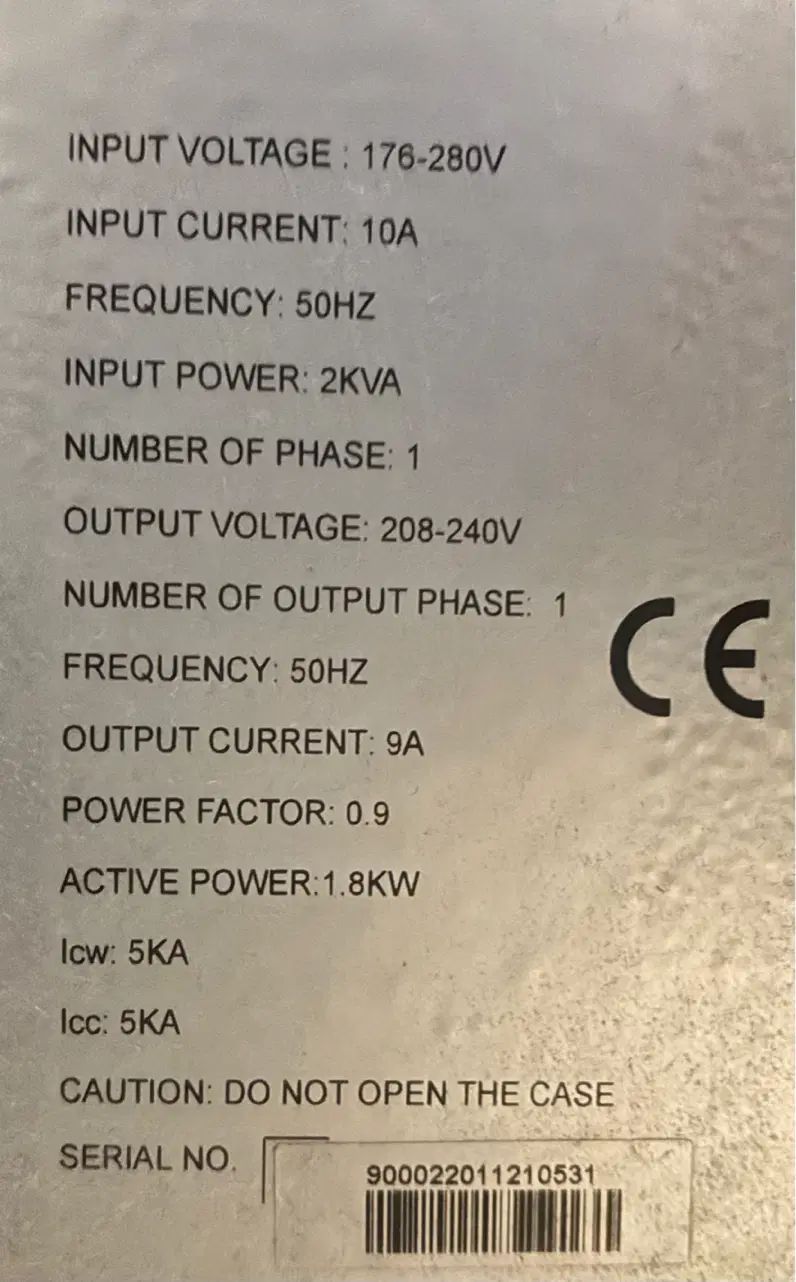 INPUT VOLTAGE : 176-280V
INPUT CURRENT: 10A
FREQUENCY: 50HZ
INPUT POWER: 2KVA
NUMBER OF PHASE: 1
OUTPUT VOLTAGE: 208-240V
NUMBER OF OUTPUT PHASE: 1
CE
FREQUENCY: 50HZ
OUTPUT CURRENT: 9A
POWER FACTOR: 0.9
ACTIVE POWER:1.8KW
Icw: 5KA
Icc: 5KA
CAUTION: DO NOT OPEN THE CASE
SERIAL NO.
900022011210531